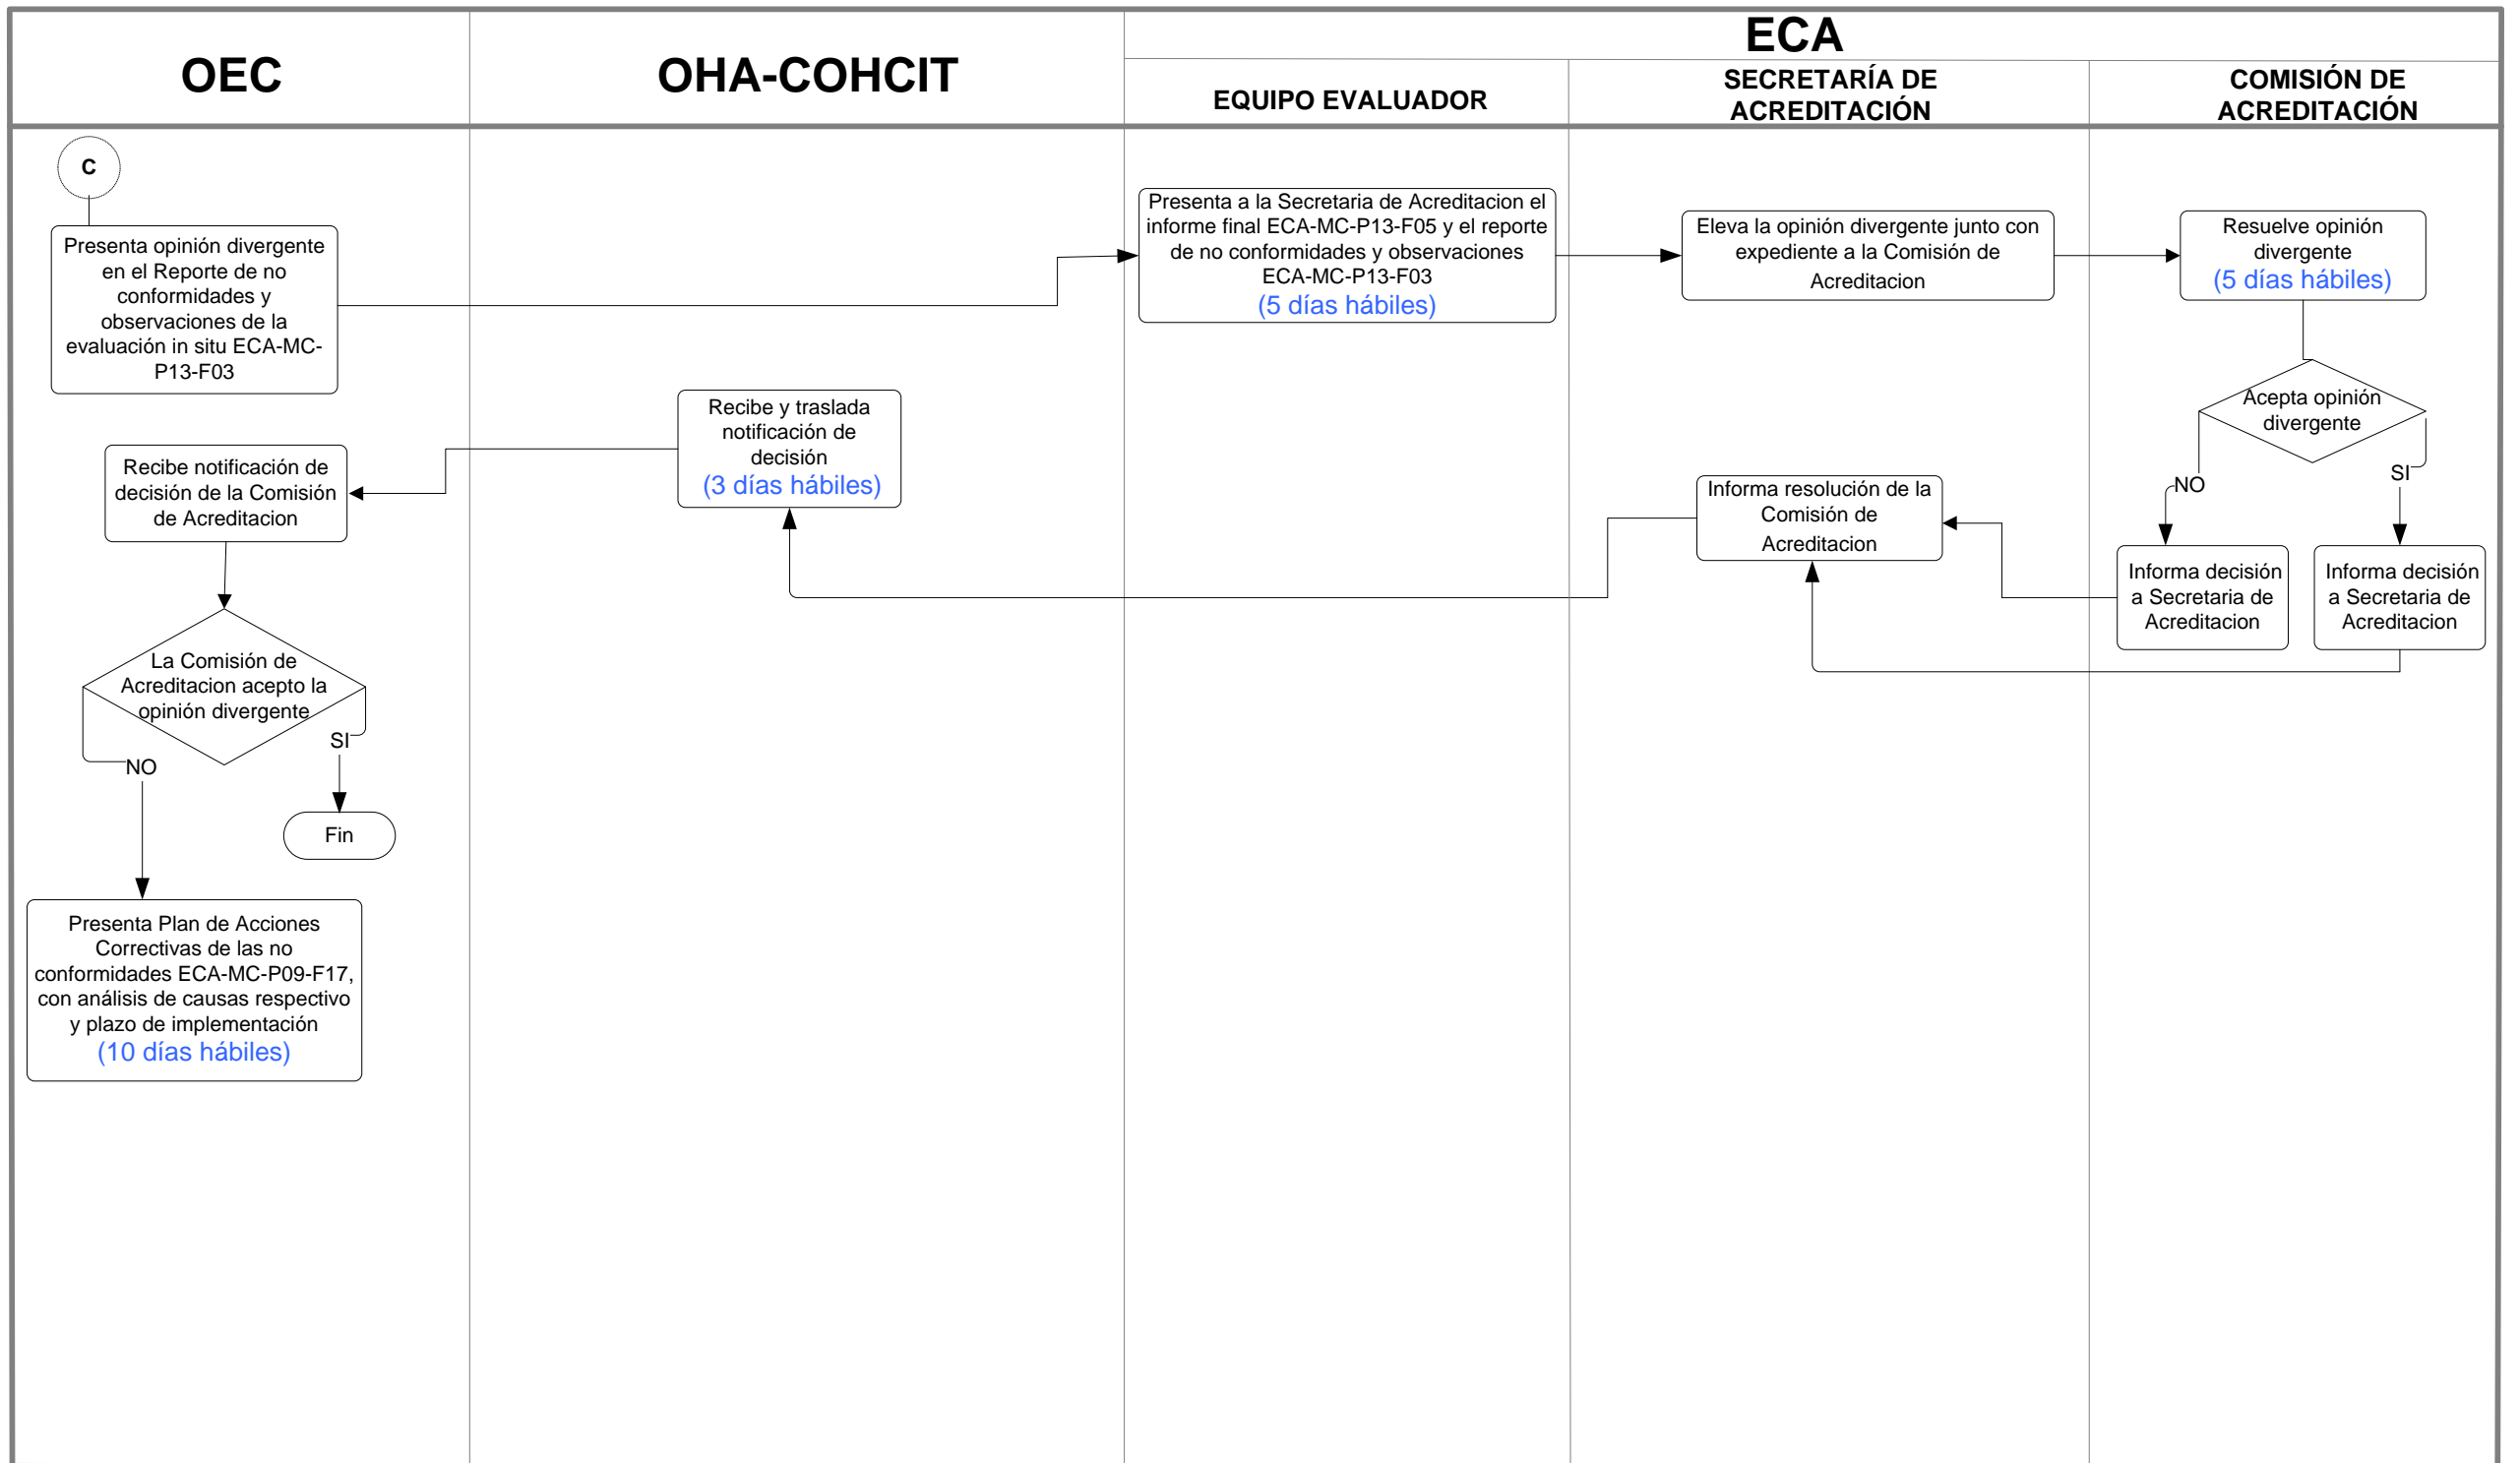 OEC
OHA-COHCIT
ECA
EQUIPO EVALUADOR
SECRETARÍA DE
ACREDITACIÓN
COMISIÓN DE
ACREDITACIÓN
C
Presenta opinión divergente
en el Reporte de no
conformidades y
observaciones de la
evaluación in situ ECA-MC-
P13-F03
Presenta a la Secretaria de Acreditacion el
informe final ECA-MC-P13-F05 y el reporte
de no conformidades y observaciones
ECA-MC-P13-F03
(5 días hábiles)
Eleva la opinión divergente junto con
expediente a la Comisión de
Acreditacion
Resuelve opinión
divergente
(5 días hábiles)
Acepta opinión
divergente
NO
SI
Informa decisión
a Secretaria de
Acreditacion
Informa decisión
a Secretaria de
Acreditacion
Informa resolución de la
Comisión de
Acreditacion
Recibe y traslada
notificación de
decisión
(3 días hábiles)
Recibe notificación de
decisión de la Comisión
de Acreditacion
La Comisión de
Acreditacion acepto la
opinión divergente
SI
NO
Fin
Presenta Plan de Acciones
Correctivas de las no
conformidades ECA-MC-P09-F17,
con análisis de causas respectivo
y plazo de implementación
(10 días hábiles)